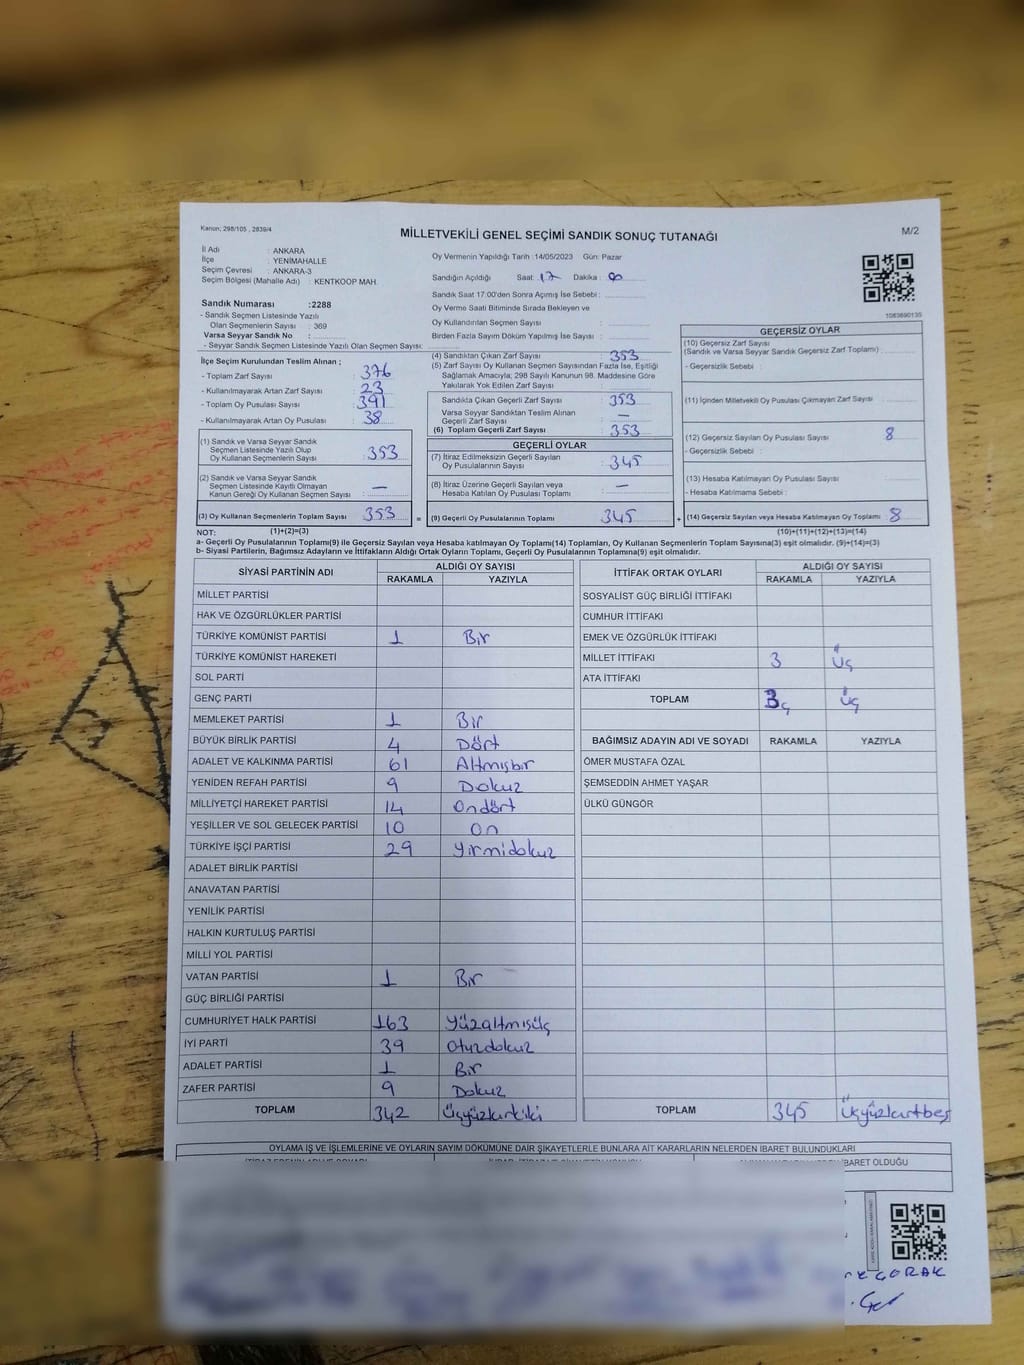 Kanun; 298/105 , 2839/4
MİLLETVEKİLİ GENEL SEÇİMİ SANDIK SONUÇ TUTANAĞI
M/2
İl Adı : ANKARA
İlçe : YENİMAHALLE
Seçim Çevresi : ANKARA-3
Seçim Bölgesi (Mahalle Adı) : KENTKOOP MAH.
Oy Vermenin Yapıldığı Tarih :14/05/2023 Gün: Pazar
Sandığın Açıldığı Saat :17 Dakika : 00
Sandık Saat 17:00'den Sonra Açımış İse Sebebi :
Oy Verme Saati Bitiminde Sırada Bekleyen ve
Oy Kullandırılan Seçmen Sayısı :
Birden Fazla Sayım Döküm Yapılmış İse Sayısı :
1083690135
Sandık Numarası :2288
- Sandık Seçmen Listesinde Yazılı
Olan Seçmenlerin Sayısı : 369
Varsa Seyyar Sandık No :
- Seyyar Sandık Seçmen Listesinde Yazılı Olan Seçmen Sayısı:
İlçe Seçim Kurulundan Teslim Alınan ;
- Toplam Zarf Sayısı : 376
- Kullanılmayarak Artan Zarf Sayısı : 23
- Toplam Oy Pusulası Sayısı : 391
- Kullanılmayarak Artan Oy Pusulası : 38
(1) Sandık ve Varsa Seyyar Sandık
Seçmen Listesinde Yazılı Olup
Oy Kullanan Seçmenlerin Sayısı : 353
(2) Sandık ve Varsa Seyyar Sandık
Seçmen Listesinde Kayıtlı Olmayan
Kanun Gereği Oy Kullanan Seçmen Sayısı : —
(3) Oy Kullanan Seçmenlerin Toplam Sayısı : 353
(4) Sandıktan Çıkan Zarf Sayısı : 353
(5) Zarf Sayısı Oy Kullanan Seçmen Sayısından Fazla İse, Eşitliği
Sağlamak Amacıyla; 298 Sayılı Kanunun 98. Maddesine Göre
Yakılarak Yok Edilen Zarf Sayısı :
Sandıkta Çıkan Geçerli Zarf Sayısı : 353
Varsa Seyyar Sandıktan Teslim Alınan
Geçerli Zarf Sayısı : —
(6) Toplam Geçerli Zarf Sayısı : 353
GEÇERLİ OYLAR
(7) İtiraz Edilmeksizin Geçerli Sayılan
Oy Pusulalarının Sayısı : 345
(8) İtiraz Üzerine Geçerli Sayılan veya
Hesaba Katılan Oy Pusulası Toplamı : —
= (9) Geçerli Oy Pusulalarının Toplamı : 345
GEÇERSİZ OYLAR
(10) Geçersiz Zarf Sayısı
(Sandık ve Varsa Seyyar Sandık Geçersiz Zarf Toplamı) :
- Geçersizlik Sebebi :
(11) İçinden Milletvekili Oy Pusulası Çıkmayan Zarf Sayısı :
(12) Geçersiz Sayılan Oy Pusulası Sayısı : 8
- Geçersizlik Sebebi :
(13) Hesaba Katılmayan Oy Pusulası Sayısı :
- Hesaba Katılmama Sebebi :
+ (14) Geçersiz Sayılan veya Hesaba Katılmayan Oy Toplamı : 8
NOT: (1)+(2)=(3) (10)+(11)+(12)+(13)=(14)
a- Geçerli Oy Pusulalarının Toplamı(9) ile Geçersiz Sayılan veya Hesaba katılmayan Oy Toplamı(14) Toplamları, Oy Kullanan Seçmenlerin Toplam Sayısına(3) eşit olmalıdır. (9)+(14)=(3)
b- Siyasi Partilerin, Bağımsız Adayların ve İttifakların Aldığı Ortak Oyların Toplamı, Geçerli Oy Pusulalarının Toplamına(9) eşit olmalıdır.
SİYASİ PARTİNİN ADI ALDIĞI OY SAYISI
RAKAMLA YAZIYLA
MİLLET PARTİSİ
HAK VE ÖZGÜRLÜKLER PARTİSİ
TÜRKİYE KOMÜNİST PARTİSİ 1 Bir
TÜRKİYE KOMÜNİST HAREKETİ
SOL PARTİ
GENÇ PARTİ
MEMLEKET PARTİSİ 1 Bir
BÜYÜK BİRLİK PARTİSİ 4 Dört
ADALET VE KALKINMA PARTİSİ 61 Altmışbir
YENİDEN REFAH PARTİSİ 9 Dokuz
MİLLİYETÇİ HAREKET PARTİSİ 14 Ondört
YEŞİLLER VE SOL GELECEK PARTİSİ 10 On
TÜRKİYE İŞÇİ PARTİSİ 29 Yirmidokuz
ADALET BİRLİK PARTİSİ
ANAVATAN PARTİSİ
YENİLİK PARTİSİ
HALKIN KURTULUŞ PARTİSİ
MİLLİ YOL PARTİSİ
VATAN PARTİSİ 1 Bir
GÜÇ BİRLİĞİ PARTİSİ
CUMHURİYET HALK PARTİSİ 163 Yüzaltmışüç
İYİ PARTİ 39 Otuzdokuz
ADALET PARTİSİ 1 Bir
ZAFER PARTİSİ 9 Dokuz
TOPLAM 342 Üçyüzkırkiki
İTTİFAK ORTAK OYLARI ALDIĞI OY SAYISI
RAKAMLA YAZIYLA
SOSYALİST GÜÇ BİRLİĞİ İTTİFAKI
CUMHUR İTTİFAKI
EMEK VE ÖZGÜRLÜK İTTİFAKI
MİLLET İTTİFAKI 3 Üç
ATA İTTİFAKI
TOPLAM 3 Üç
BAĞIMSIZ ADAYIN ADI VE SOYADI RAKAMLA YAZIYLA
ÖMER MUSTAFA ÖZAL
ŞEMSEDDİN AHMET YAŞAR
ÜLKÜ GÜNGÖR
TOPLAM 345 Üçyüzkırtbeş
OYLAMA İŞ VE İŞLEMLERİNE VE OYLARIN SAYIM DÖKÜMÜNE DAİR ŞİKAYETLERLE BUNLARA AİT KARARLARIN NELERDEN İBARET BULUNDUKLARI
İBARET OLDUĞU